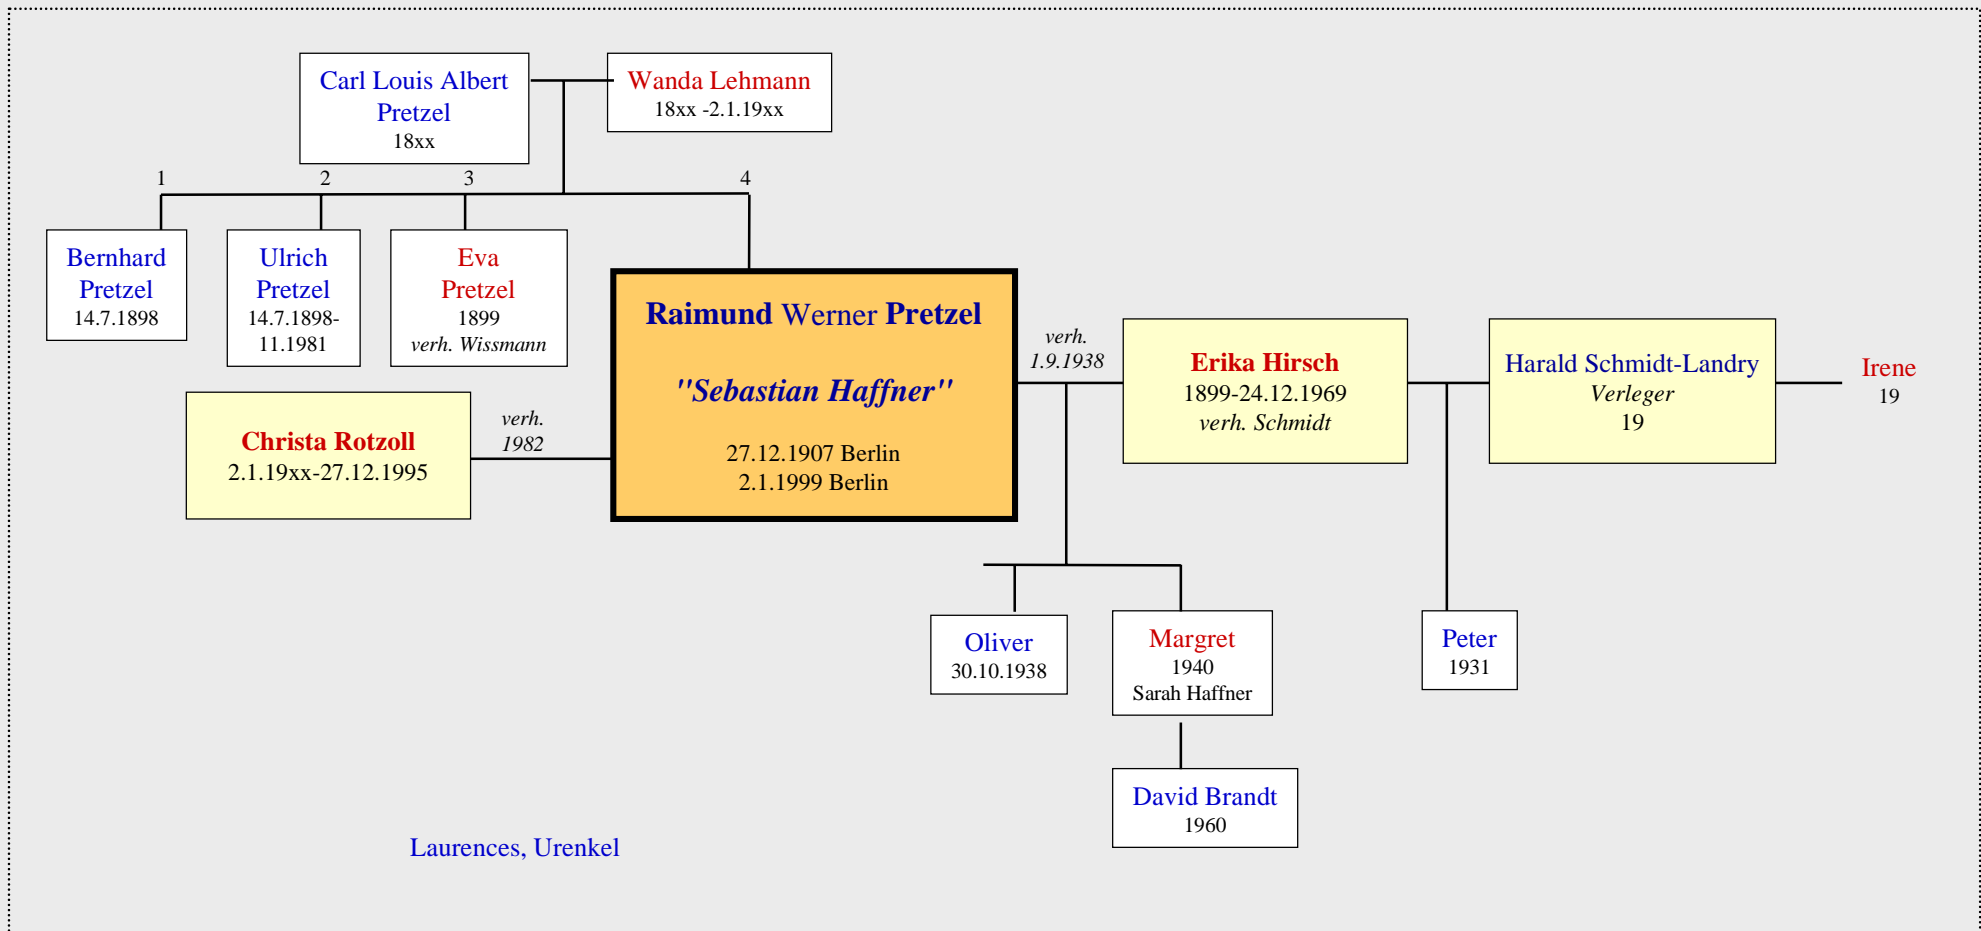 Carl Louis Albert
Pretzel
18xx
Wanda Lehmann
18xx -2.1.19xx
1
2
3
4
Bernhard
Pretzel
14.7.1898
Ulrich
Pretzel
14.7.1898-
11.1981
Eva
Pretzel
1899
verh. Wissmann
Raimund Werner Pretzel
"Sebastian Haffner"
27.12.1907 Berlin
2.1.1999 Berlin
verh.
1.9.1938
Erika Hirsch
1899-24.12.1969
verh. Schmidt
Harald Schmidt-Landry
Verleger
19
Irene
19
Christa Rotzoll
2.1.19xx-27.12.1995
verh.
1982
Oliver
30.10.1938
Margret
1940
Sarah Haffner
Peter
1931
David Brandt
1960
Laurences, Urenkel